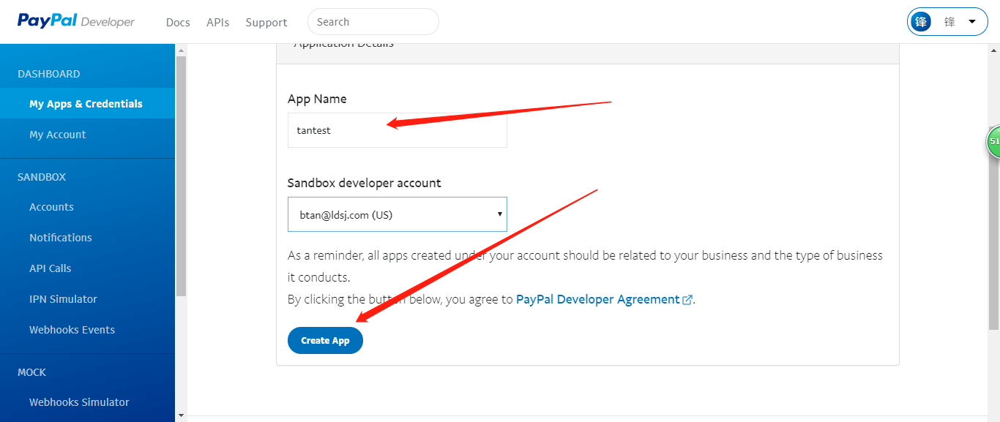 PayPal Developer
Docs
APIs
Support
Search
锋
锋
DASHBOARD
My Apps & Credentials
My Account
SANDBOX
Accounts
Notifications
API Calls
IPN Simulator
Webhooks Events
MOCK
Webhooks Simulator
Application Details
App Name
tantest
Sandbox developer account
btan@ldsj.com (US)
As a reminder, all apps created under your account should be related to your business and the type of business
it conducts.
By clicking the button below, you agree to PayPal Developer Agreement.
Create App
51